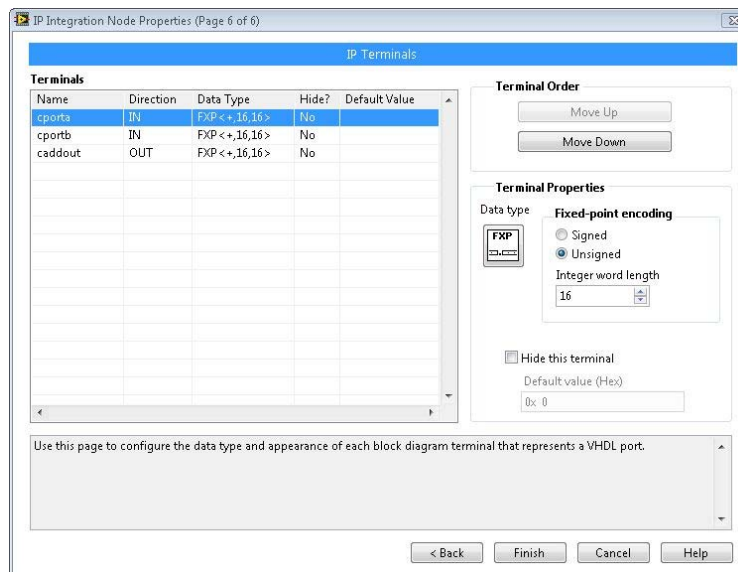 IP Integration Node Properties (Page 6 of 6)
IP Terminals
Terminals
Name Direction Data Type Hide? Default Value
cporta IN FXP<+,16,16> No
cportb IN FXP<+,16,16> No
caddout OUT FXP<+,16,16> No
Terminal Order
Move Up
Move Down
Terminal Properties
Data type
FXP
Fixed-point encoding
Signed
Unsigned
Integer word length
16
Hide this terminal
Default value (Hex)
0x 0
Use this page to configure the data type and appearance of each block diagram terminal that represents a VHDL port.
< Back Finish Cancel Help